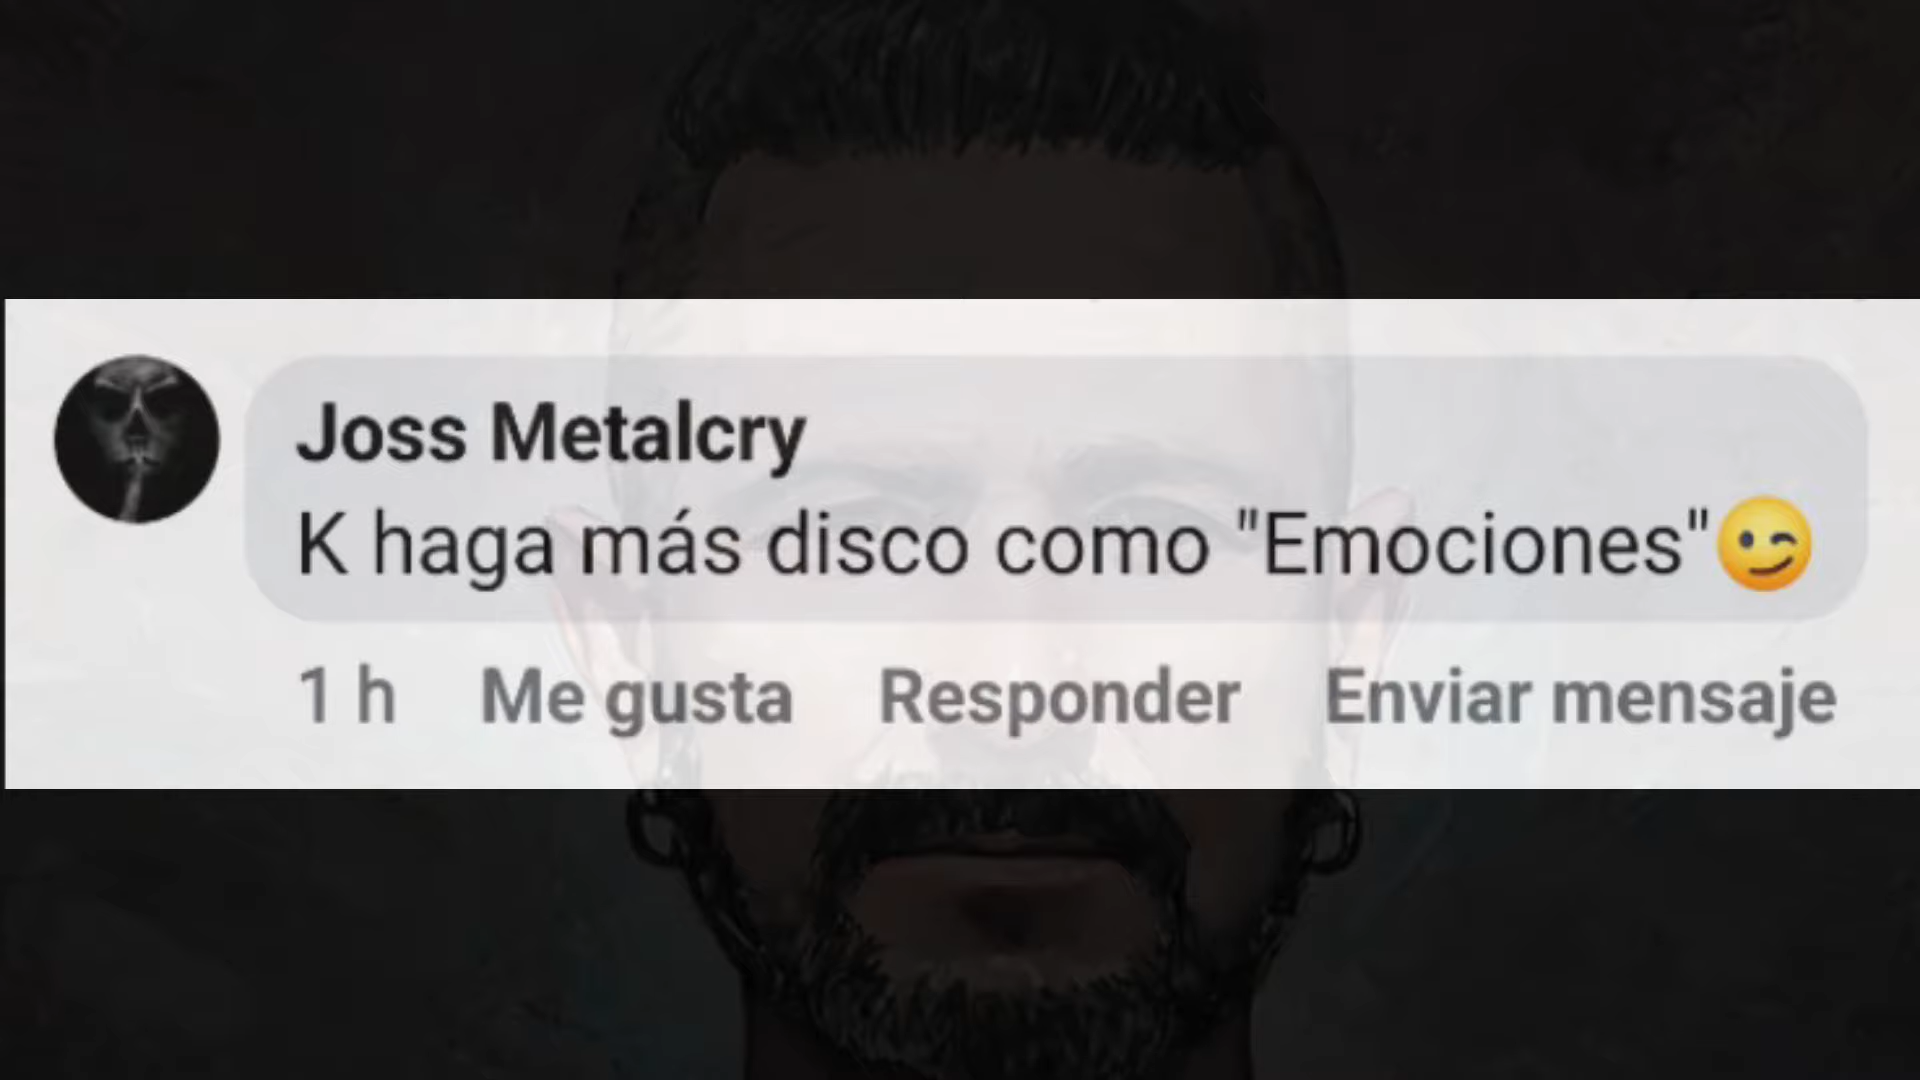 Joss Metalcry
K haga más disco como "Emociones"😉
1 h Me gusta Responder Enviar mensaje